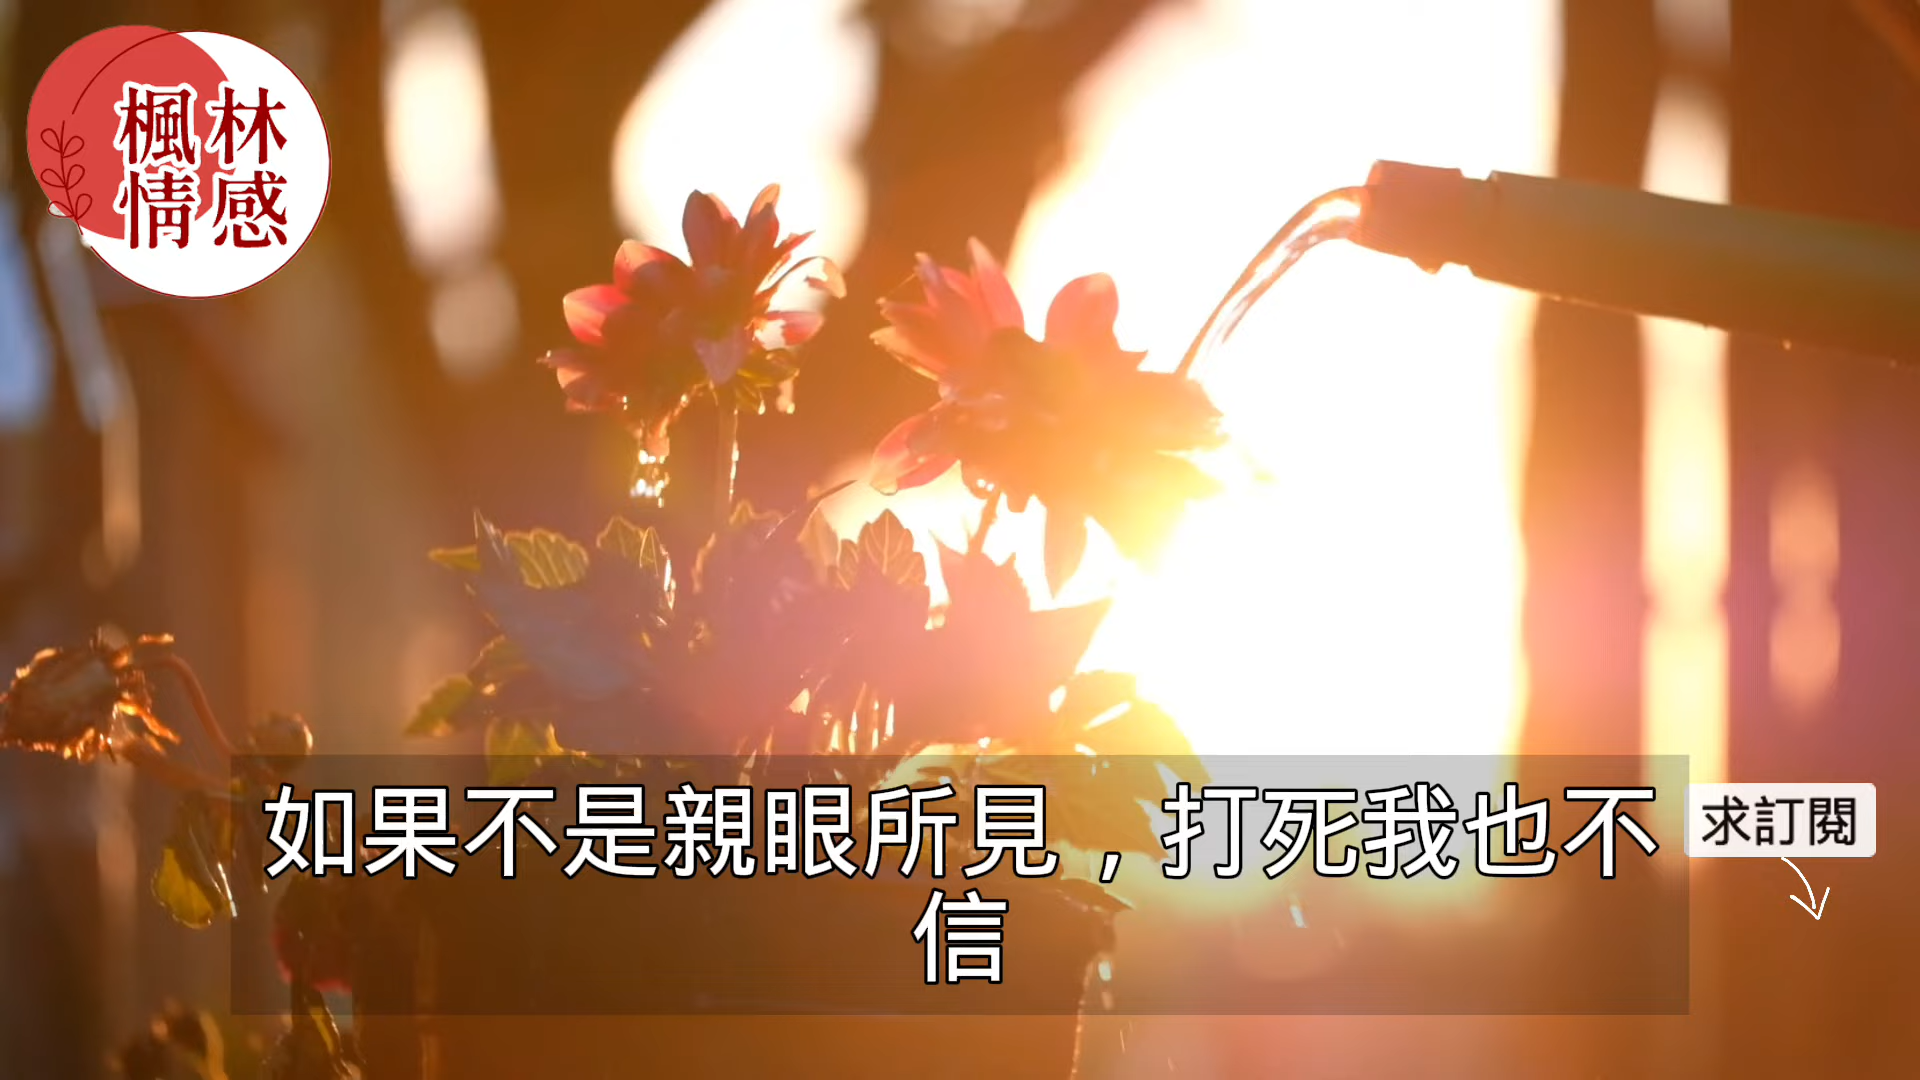 楓林
情感
如果不是親眼所見，打死我也不
信
求訂閱